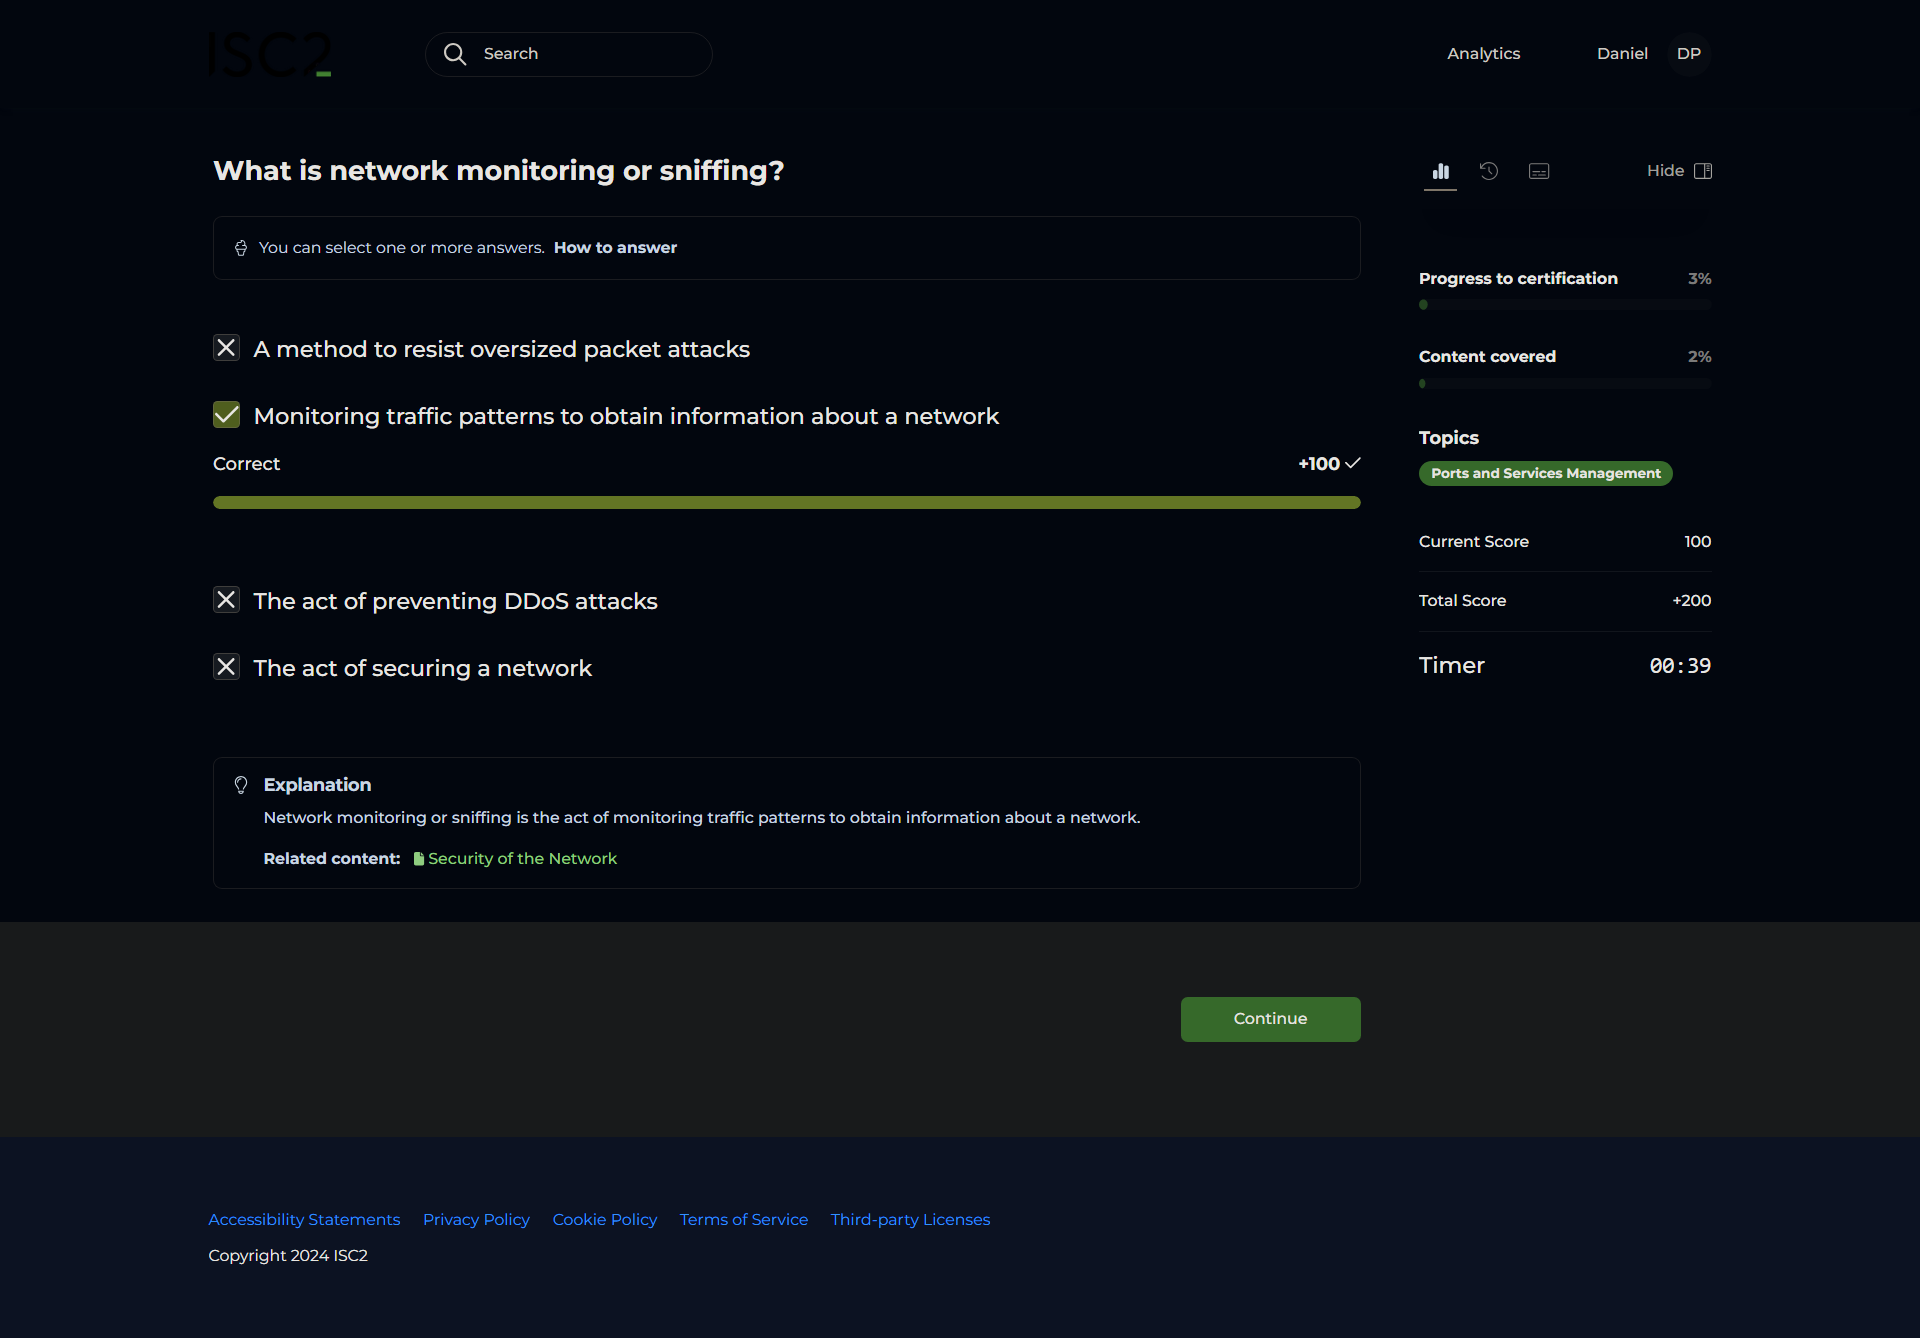 ISC2
Search
Analytics
Daniel
DP
What is network monitoring or sniffing?
You can select one or more answers. How to answer
A method to resist oversized packet attacks
Monitoring traffic patterns to obtain information about a network
Correct
+100
The act of preventing DDoS attacks
The act of securing a network
Explanation
Network monitoring or sniffing is the act of monitoring traffic patterns to obtain information about a network.
Related content: Security of the Network
Hide
Progress to certification 3%
Content covered 2%
Topics
Ports and Services Management
Current Score 100
Total Score +200
Timer 00:39
Continue
Accessibility Statements Privacy Policy Cookie Policy Terms of Service Third-party Licenses
Copyright 2024 ISC2